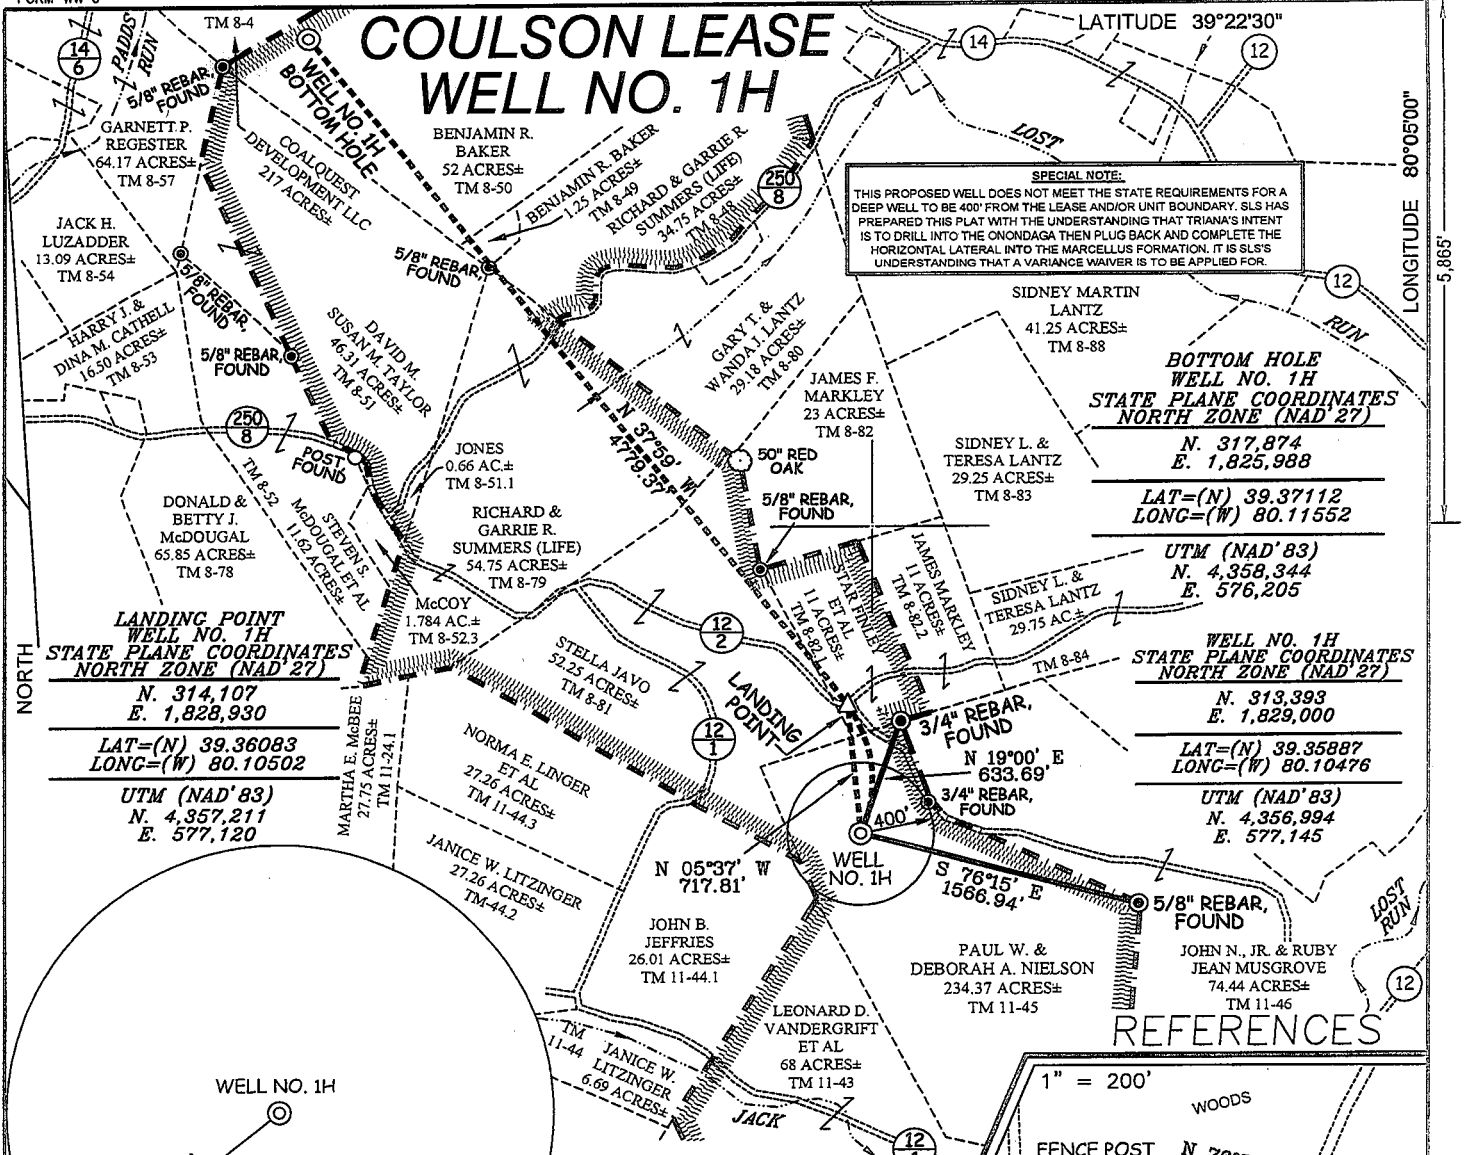 COULSON LEASE
WELL NO. 1H
TM 8-4
14
6
PADDS
RUN
5/8" REBAR,
FOUND
WELL NO. 1H
BOTTOM HOLE
14
LATITUDE 39°22'30"
12
LONGITUDE 80°05'00"
5,865'
GARNETT P.
REGESTER
64.17 ACRES±
TM 8-57
COALQUEST
DEVELOPMENT LLC
217 ACRES±
BENJAMIN R.
BAKER
52 ACRES±
TM 8-50
BENJAMIN R. BAKER
1.25 ACRES±
TM 8-49
RICHARD & GARRIE R.
SUMMERS (LIFE)
34.75 ACRES±
TM 8-48
250
8
LOST
SPECIAL NOTE:
THIS PROPOSED WELL DOES NOT MEET THE STATE REQUIREMENTS FOR A
DEEP WELL TO BE 400' FROM THE LEASE AND/OR UNIT BOUNDARY. SLS HAS
PREPARED THIS PLAT WITH THE UNDERSTANDING THAT TRIANA'S INTENT
IS TO DRILL INTO THE ONONDAGA THEN PLUG BACK AND COMPLETE THE
HORIZONTAL LATERAL INTO THE MARCELLUS FORMATION. IT IS SLS'S
UNDERSTANDING THAT A VARIANCE WAIVER IS TO BE APPLIED FOR.
12
RUN
JACK H.
LUZADDER
13.09 ACRES±
TM 8-54
5/8" REBAR,
FOUND
5/8" REBAR,
FOUND
HARRY J. &
DINA M. CATHELL
16.50 ACRES±
TM 8-53
5/8" REBAR,
FOUND
DAVID M.
SUSAN M. TAYLOR
46.31 ACRES±
TM 8-51
GARY T. &
WANDA J. LANTZ
29.18 ACRES±
TM 8-80
SIDNEY MARTIN
LANTZ
41.25 ACRES±
TM 8-88
JAMES F.
MARKLEY
23 ACRES±
TM 8-82
BOTTOM HOLE
WELL NO. 1H
STATE PLANE COORDINATES
NORTH ZONE (NAD'27)
N. 317,874
E. 1,825,988
LAT=(N) 39.37112
LONG=(W) 80.11552
UTM (NAD'83)
N. 4,358,344
E. 576,205
250
8
POST,
FOUND
JONES
0.66 AC.±
TM 8-51.1
N 37°59' W
4779.37'
50" RED
OAK
5/8" REBAR,
FOUND
SIDNEY L. &
TERESA LANTZ
29.25 ACRES±
TM 8-83
TM 8-52
DONALD &
BETTY J.
McDOUGAL
65.85 ACRES±
TM 8-78
STEVEN S.
McDOUGAL ET AL
11.62 ACRES±
RICHARD &
GARRIE R.
SUMMERS (LIFE)
54.75 ACRES±
TM 8-79
McCOY
1.784 AC.±
TM 8-52.3
12
2
STAR FINLEY
ET AL
11 ACRES±
TM 8-82.1
JAMES MARKLEY
11 ACRES±
TM 8-82.2
SIDNEY L. &
TERESA LANTZ
29.75 AC.±
TM 8-84
NORTH
LANDING POINT
WELL NO. 1H
STATE PLANE COORDINATES
NORTH ZONE (NAD'27)
N. 314,107
E. 1,828,930
LAT=(N) 39.36083
LONG=(W) 80.10502
UTM (NAD'83)
N. 4,357,211
E. 577,120
STELLA JAVO
52.25 ACRES±
TM 8-81
12
1
LANDING
POINT
3/4" REBAR,
FOUND
N 19°00' E
633.69'
3/4" REBAR,
FOUND
WELL NO. 1H
STATE PLANE COORDINATES
NORTH ZONE (NAD'27)
N. 313,393
E. 1,829,000
LAT=(N) 39.35887
LONG=(W) 80.10476
UTM (NAD'83)
N. 4,356,994
E. 577,145
MARTHA E. McBEE
27.75 ACRES±
TM 11-24.1
NORMA E. LINGER
ET AL
27.26 ACRES±
TM 11-44.3
JANICE W. LITZINGER
27.26 ACRES±
TM-44.2
N 05°37' W
717.81'
400'
WELL
NO. 1H
S 76°15' E
1566.94'
5/8" REBAR,
FOUND
LOST
RUN
JOHN B.
JEFFRIES
26.01 ACRES±
TM 11-44.1
PAUL W. &
DEBORAH A. NIELSON
234.37 ACRES±
TM 11-45
JOHN N., JR. & RUBY
JEAN MUSGROVE
74.44 ACRES±
TM 11-46
12
LEONARD D.
VANDERGRIFT
ET AL
68 ACRES±
TM 11-43
TM
11-44
JANICE W.
LITZINGER
6.69 ACRES±
JACK
12
REFERENCES
1" = 200'
WOODS
FENCE POST
WELL NO. 1H